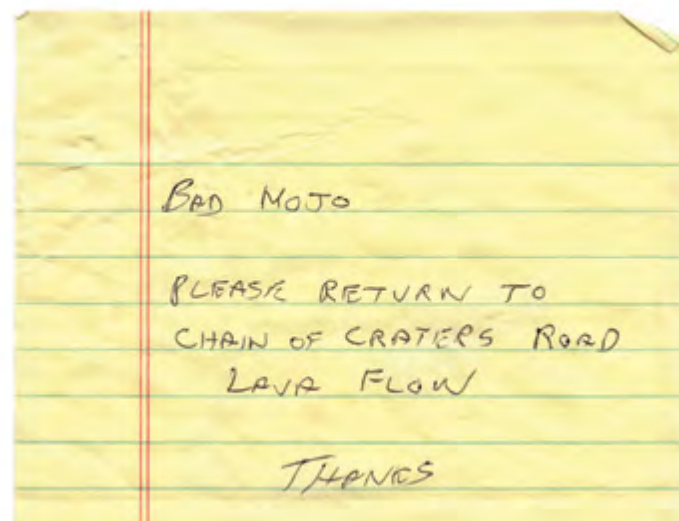 BAD MOJO
PLEASE RETURN TO
CHAIN OF CRATERS ROAD
LAVA FLOW
THANKS